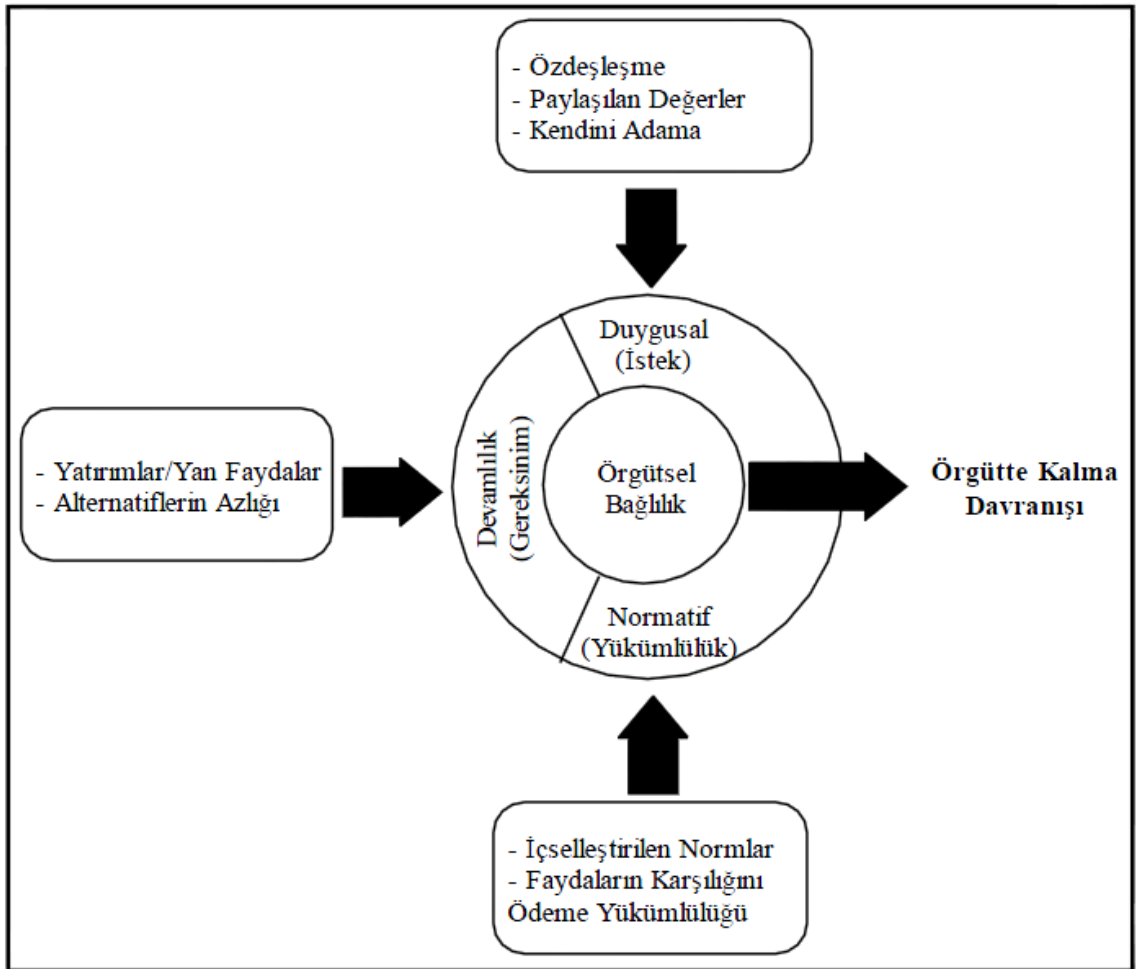 - Özdeşleşme
- Paylaşılan Değerler
- Kendini Adama
Duygusal
(İstek)
- Yatırımlar/Yan Faydalar
- Alternatiflerin Azlığı
Devamlılık
(Gereksinim)
Örgütsel
Bağlılık
Örgütte Kalma
Davranışı
Normatif
(Yükümlülük)
- İçselleştirilen Normlar
- Faydaların Karşılığını
Ödeme Yükümlülüğü